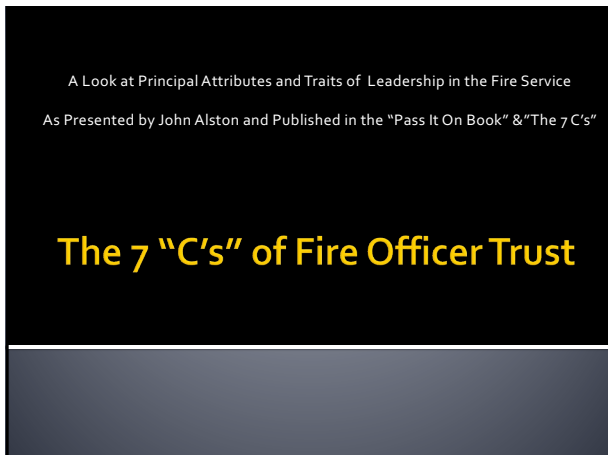 A Look at Principal Attributes and Traits of Leadership in the Fire Service
As Presented by John Alston and Published in the “Pass It On Book” &“The 7 C’s”
The 7 “C’s” of Fire Officer Trust